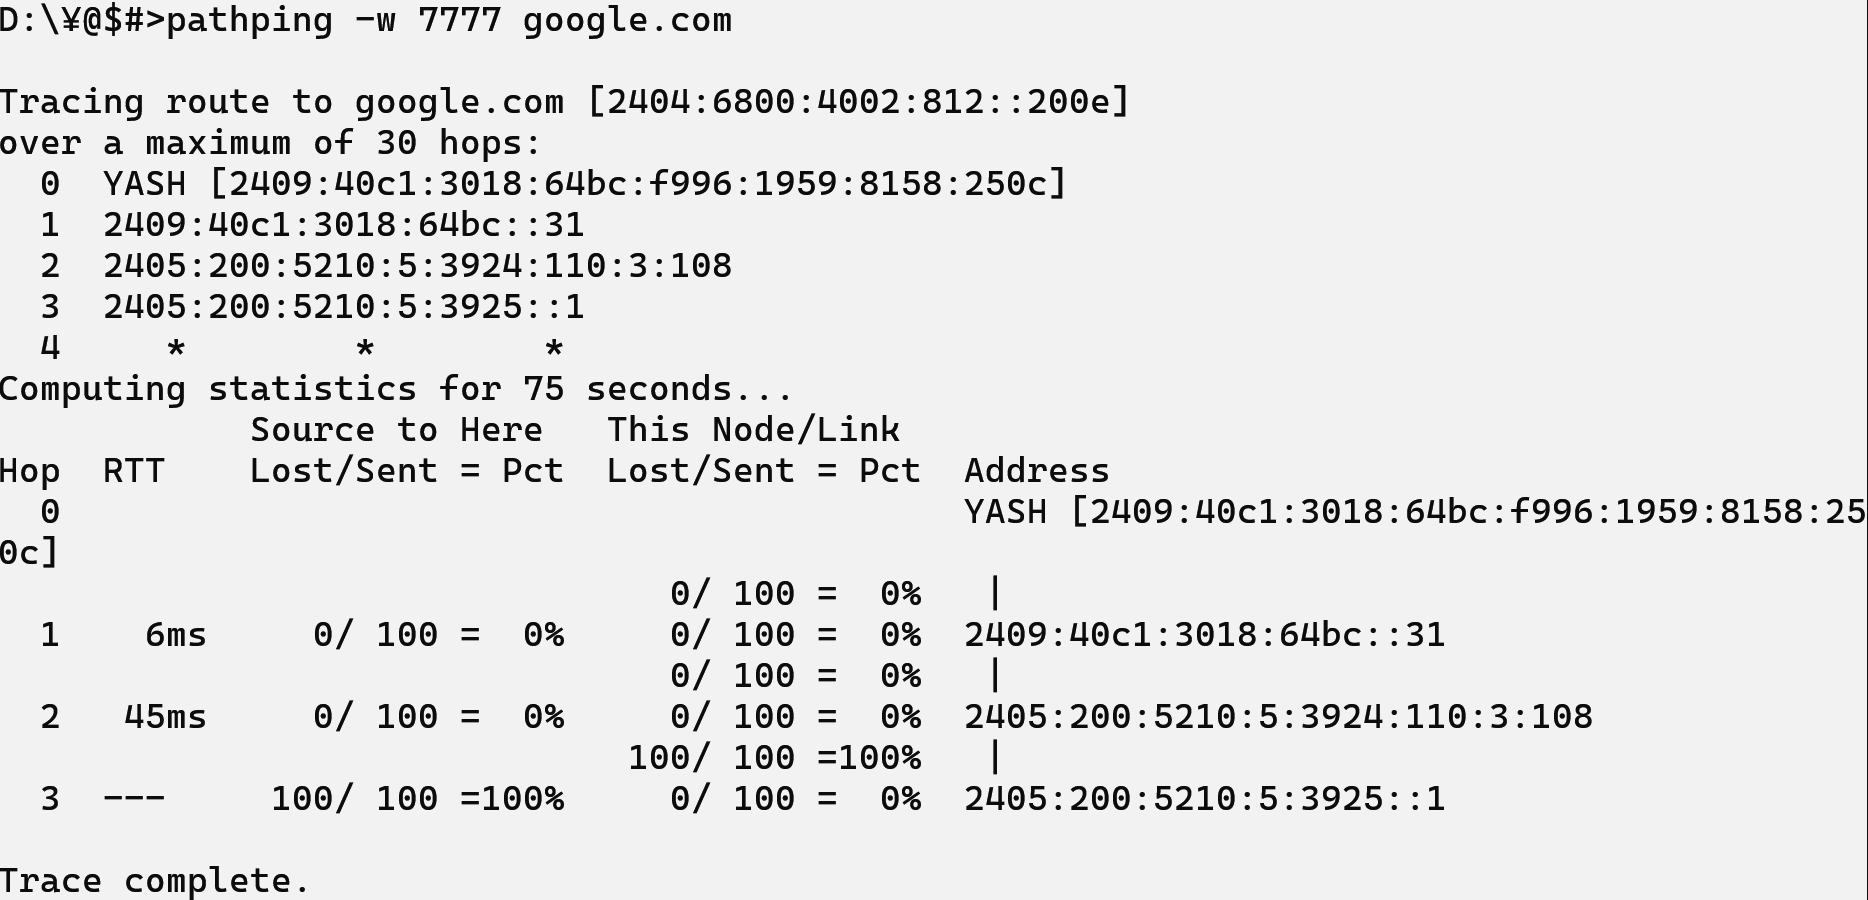 D:\¥@$#>pathping -w 7777 google.com

Tracing route to google.com [2404:6800:4002:812::200e]
over a maximum of 30 hops:
  0  YASH [2409:40c1:3018:64bc:f996:1959:8158:250c]
  1  2409:40c1:3018:64bc::31
  2  2405:200:5210:5:3924:110:3:108
  3  2405:200:5210:5:3925::1
  4     *        *        *
Computing statistics for 75 seconds...
            Source to Here   This Node/Link
Hop  RTT    Lost/Sent = Pct  Lost/Sent = Pct  Address
  0                                           YASH [2409:40c1:3018:64bc:f996:1959:8158:25
0c]
                                0/ 100 =  0%   |
  1    6ms     0/ 100 =  0%     0/ 100 =  0%  2409:40c1:3018:64bc::31
                                0/ 100 =  0%   |
  2   45ms     0/ 100 =  0%     0/ 100 =  0%  2405:200:5210:5:3924:110:3:108
                              100/ 100 =100%   |
  3  ---     100/ 100 =100%     0/ 100 =  0%  2405:200:5210:5:3925::1

Trace complete.